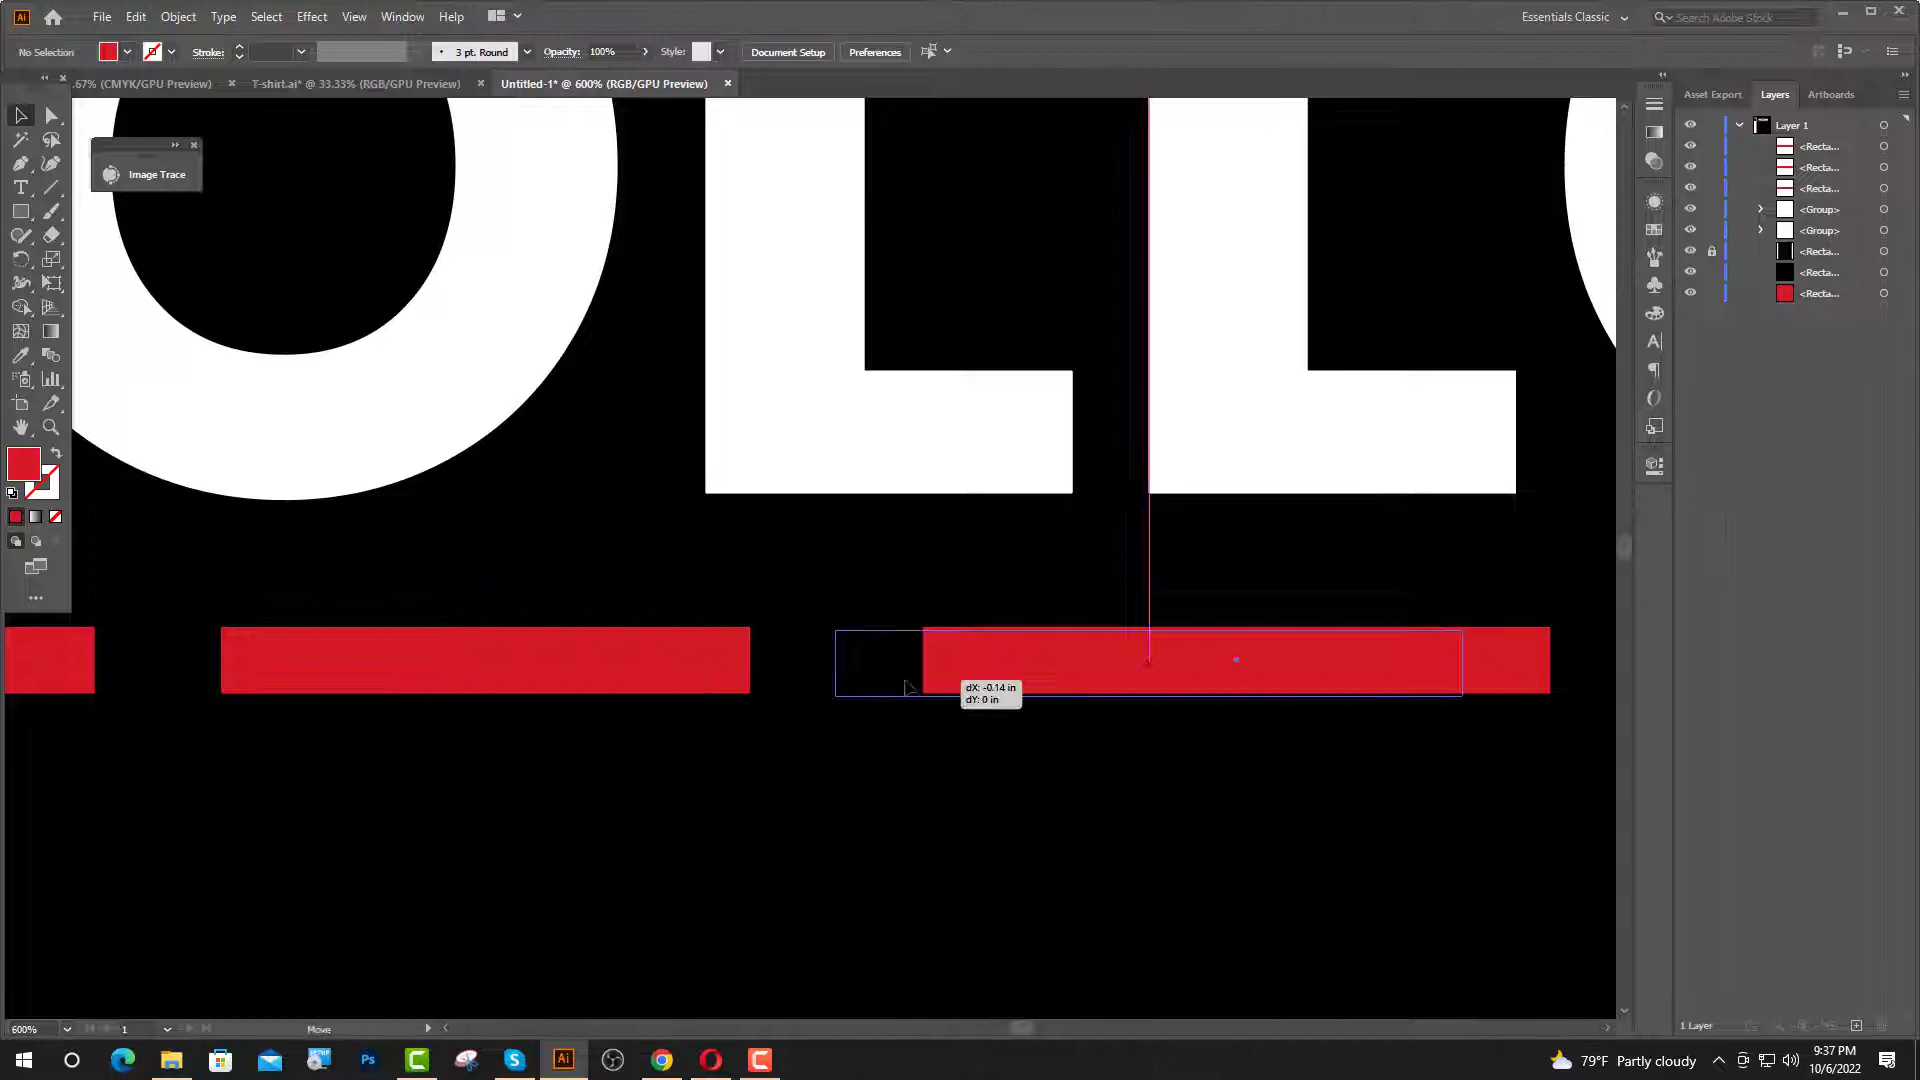 Ai File Edit Object Type Select Effect View Window Help Essentials Classic Search Adobe Stock
No Selection Stroke: 3 pt. Round Opacity: 100% Style: Document Setup Preferences
.67% (CMYK/GPU Preview) T-shirt.ai* @ 33.33% (RGB/GPU Preview) Untitled-1* @ 600% (RGB/GPU Preview)
Asset Export Layers Artboards
Layer 1
<Recta...
<Recta...
<Recta...
<Group>
<Group>
<Recta...
<Recta...
<Recta...
Image Trace
OLL
dX: -0.14 in
dY: 0 in
600% 1 Move 1 Layer
Ps Ai 79°F Partly cloudy 9:37 PM
10/6/2022